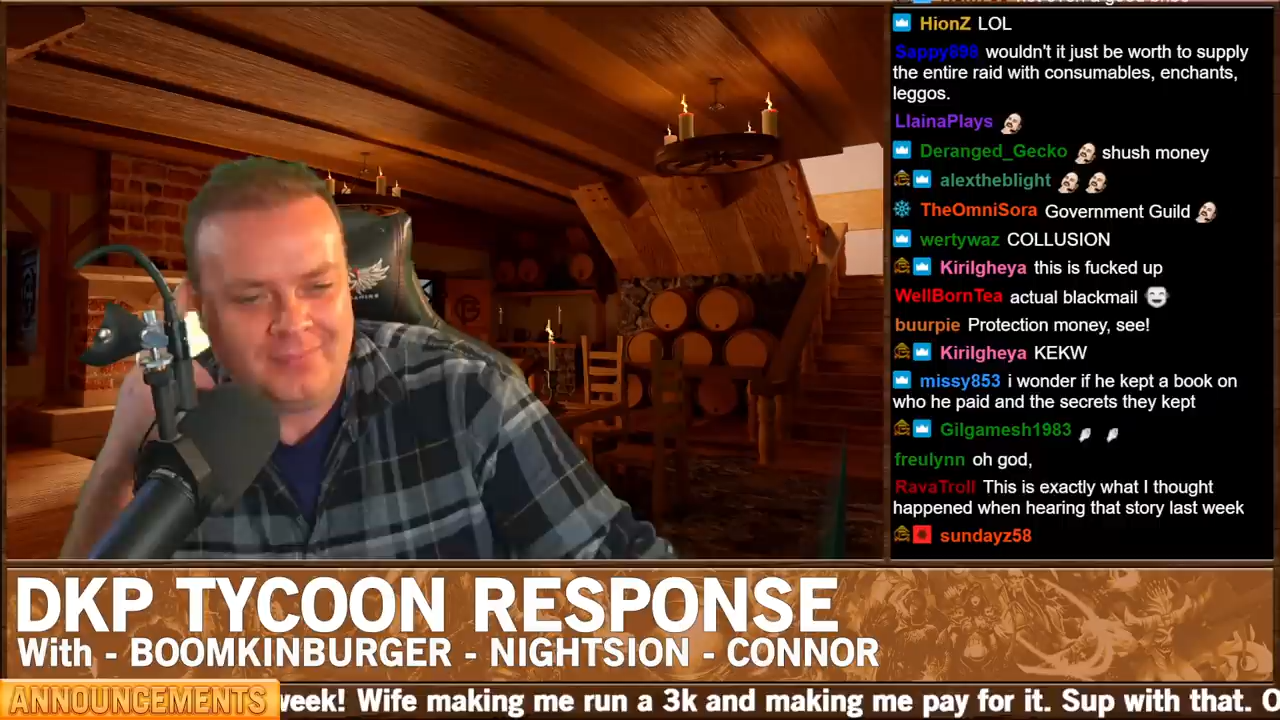 HionZ LOL
Sappy898 wouldn't it just be worth to supply
the entire raid with consumables, enchants,
leggos.
LlainaPlays
Deranged_Gecko shush money
alextheblight
TheOmniSora Government Guild
wertywaz COLLUSION
Kirilgheya this is fucked up
WellBornTea actual blackmail
buurpie Protection money, see!
Kirilgheya KEKW
missy853 i wonder if he kept a book on
who he paid and the secrets they kept
Gilgamesh1983
freulynn oh god,
RavaTroll This is exactly what I thought
happened when hearing that story last week
sundayz58
DKP TYCOON RESPONSE
With - BOOMKINBURGER - NIGHTSION - CONNOR
ANNOUNCEMENTS week! Wife making me run a 3k and making me pay for it. Sup with that. O